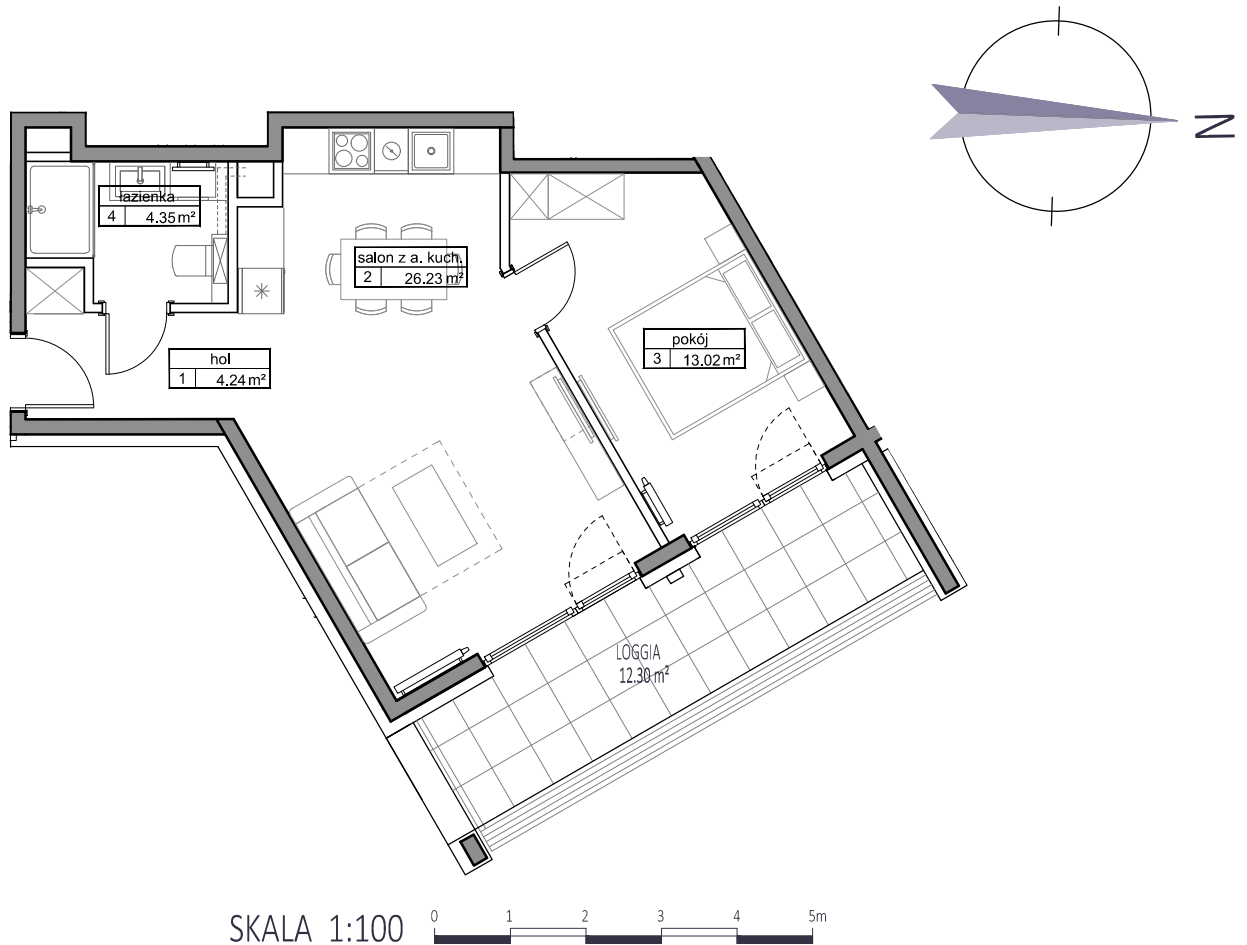 N
łazienka
4 4.35 m²
salon z a. kuch.
2 26.23 m²
pokój
3 13.02 m²
hol
1 4.24 m²
LOGGIA
12.30 m²
SKALA 1:100
0 1 2 3 4 5m